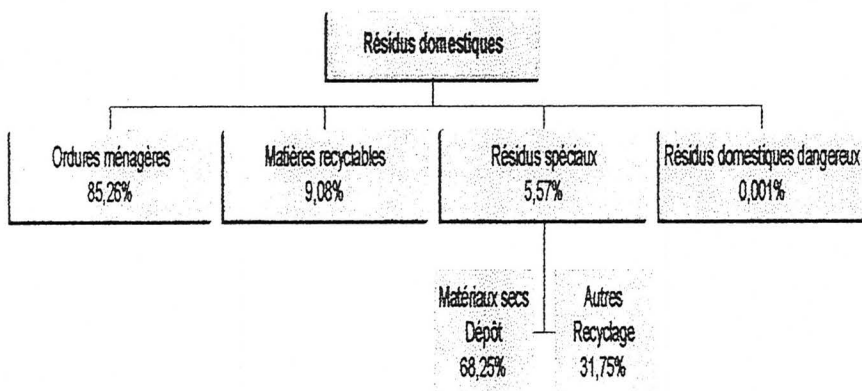 Résidus domestiques
Ordures ménagères
85,26%
Matières recyclables
9,08%
Résidus spéciaux
5,57%
Résidus domestiques dangereux
0,001%
Matériaux secs
Dépôt
68,25%
Autres
Recyclage
31,75%